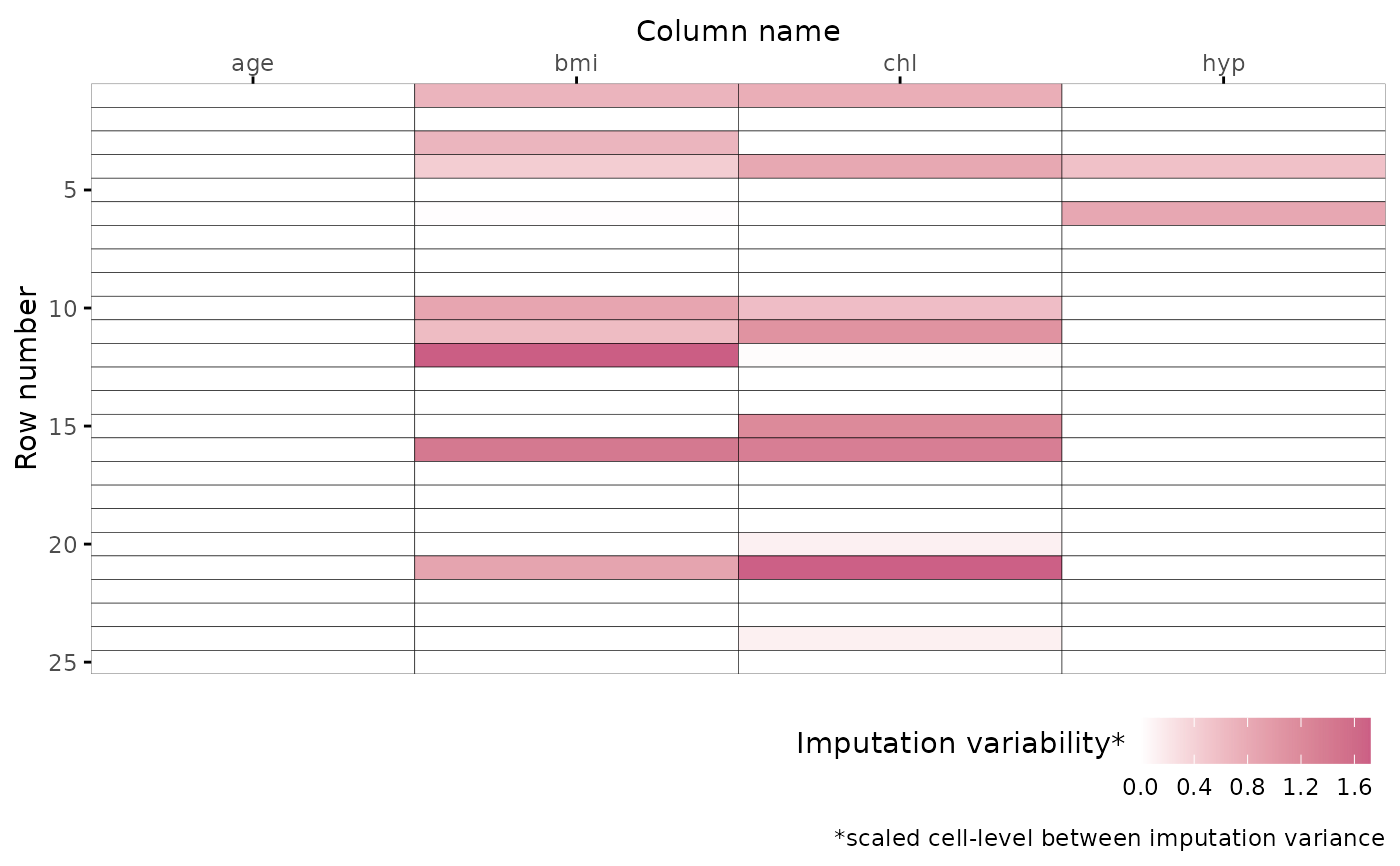 Column name
age bmi chl hyp
Row number
5
10
15
20
25
Imputation variability*
0.0 0.4 0.8 1.2 1.6
*scaled cell-level between imputation variance